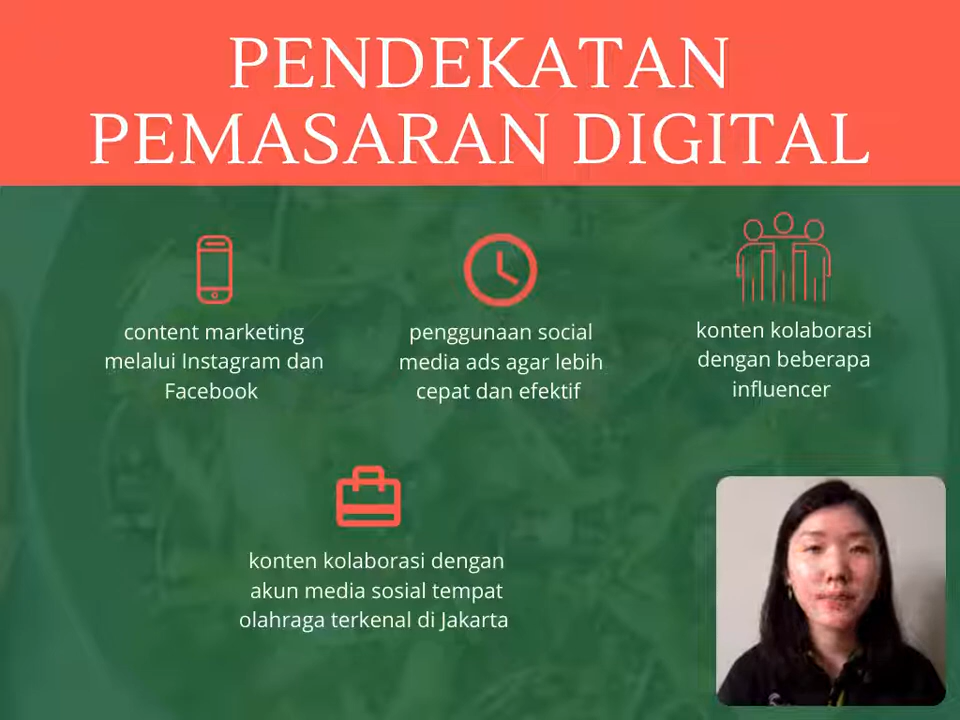 PENDEKATAN
PEMASARAN DIGITAL
content marketing
melalui Instagram dan
Facebook
penggunaan social
media ads agar lebih
cepat dan efektif
konten kolaborasi
dengan beberapa
influencer
konten kolaborasi dengan
akun media sosial tempat
olahraga terkenal di Jakarta